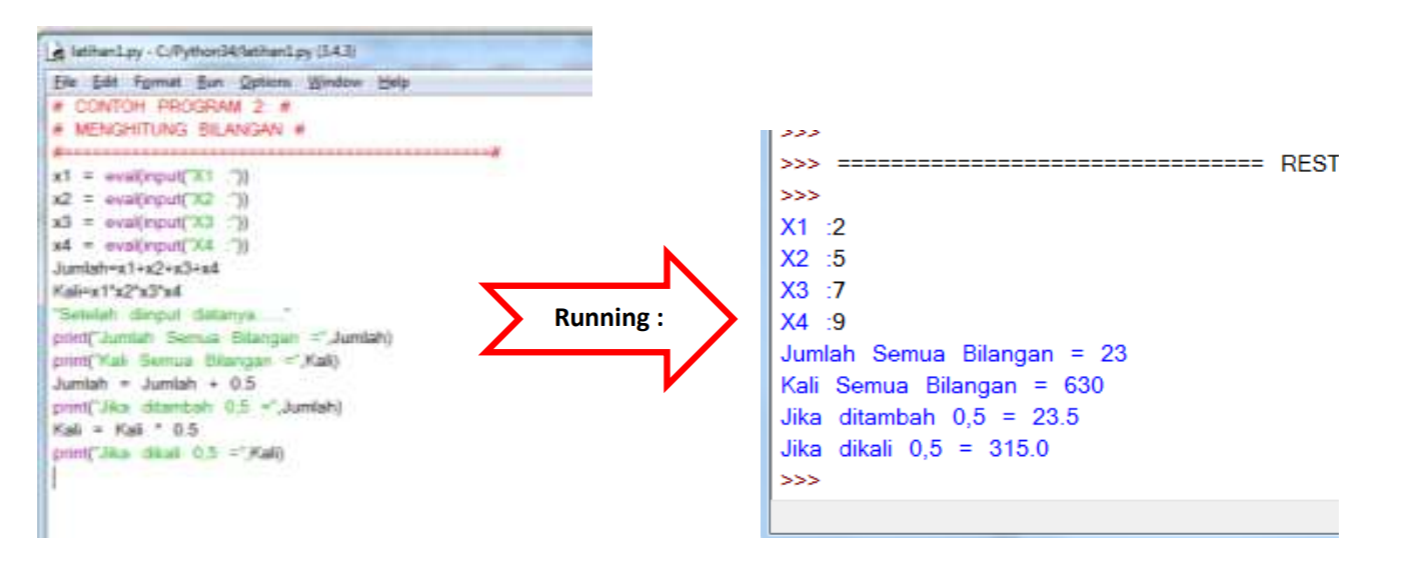 latihan1.py - C:/Python34/latihan1.py (3.4.3)
File Edit Format Run Options Window Help
# CONTOH PROGRAM 2 #
# MENGHITUNG BILANGAN #
#==============================================#
x1 = eval(input("X1 :"))
x2 = eval(input("X2 :"))
x3 = eval(input("X3 :"))
x4 = eval(input("X4 :"))
Jumlah=x1+x2+x3+x4
Kali=x1*x2*x3*x4
"Setelah diinput datanya...."
print("Jumlah Semua Bilangan =",Jumlah)
print("Kali Semua Bilangan =",Kali)
Jumlah = Jumlah + 0.5
print("Jika ditambah 0,5 =",Jumlah)
Kali = Kali * 0.5
print("Jika dikali 0,5 =",Kali)
Running :
>>>
>>> ================================ REST
>>>
X1 :2
X2 :5
X3 :7
X4 :9
Jumlah Semua Bilangan = 23
Kali Semua Bilangan = 630
Jika ditambah 0,5 = 23.5
Jika dikali 0,5 = 315.0
>>>